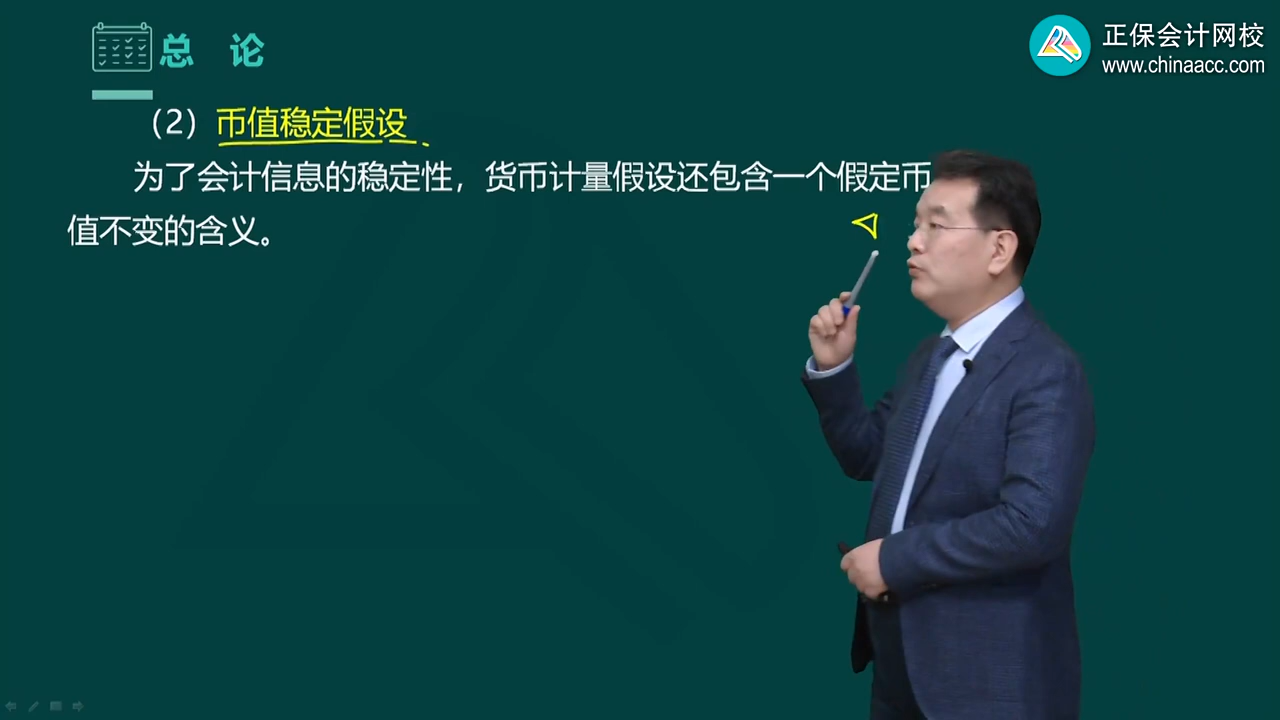 总 论
正保会计网校
www.chinaacc.com
（2）币值稳定假设
为了会计信息的稳定性，货币计量假设还包含一个假定币
值不变的含义。